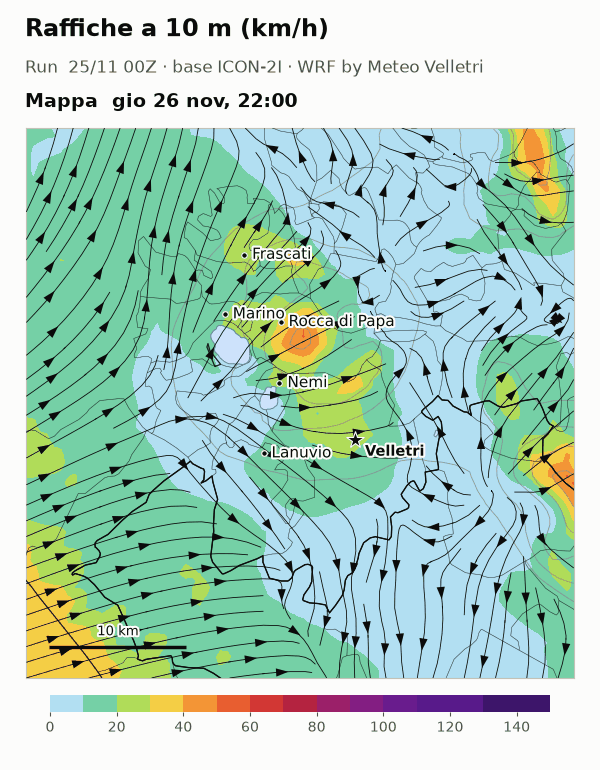 Raffiche a 10 m (km/h)
Run  25/11 00Z · base ICON-2I · WRF by Meteo Velletri
Mappa  gio 26 nov, 22:00
Frascati
Marino
Rocca di Papa
Nemi
Velletri
Lanuvio
10 km
0 20 40 60 80 100 120 140